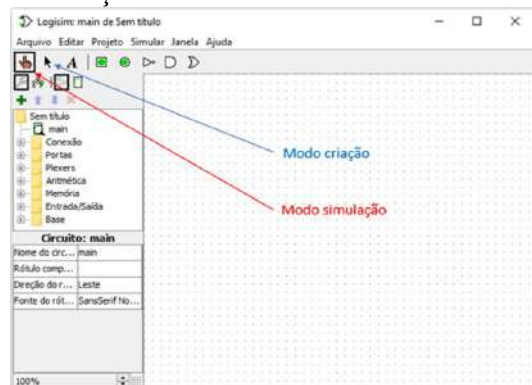 Logisim: main de Sem título
Arquivo Editar Projeto Simular Janela Ajuda
A
Sem título
main
Conexão
Portas
Plexers
Aritmética
Memória
Entrada/Saída
Base
Circuito: main
Nome do circ... main
Rótulo comp...
Direção do r... Leste
Fonte do rót... SansSerif No...
100%
Modo criação
Modo simulação